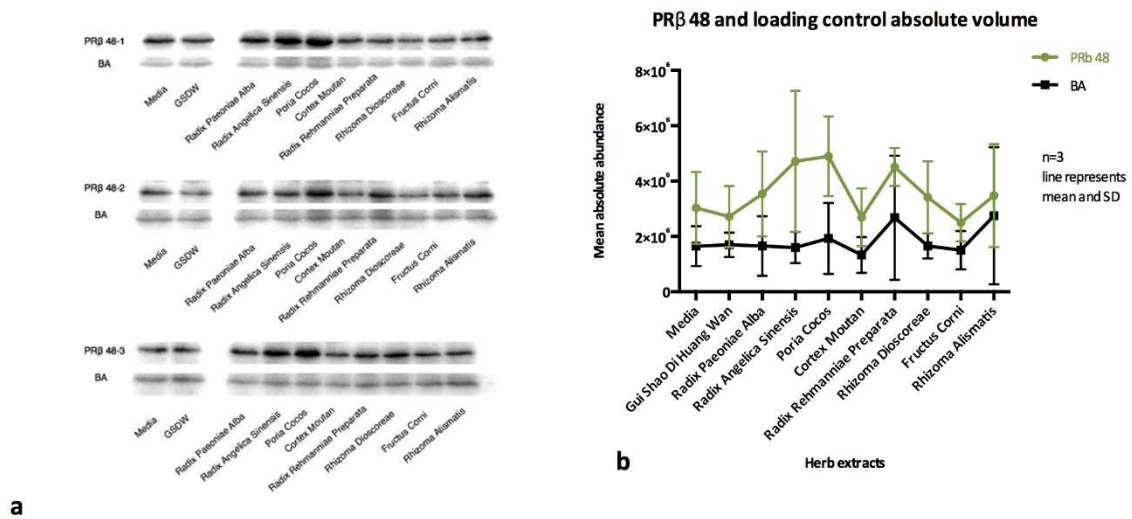 PRβ 48-1
BA
Media
GSDW
Radix Paeoniae Alba
Radix Angelica Sinensis
Poria Cocos
Cortex Moutan
Radix Rehmanniae Preparata
Rhizoma Dioscoreae
Fructus Corni
Rhizoma Alismatis
PRβ 48-2
BA
Media
GSDW
Radix Paeoniae Alba
Radix Angelica Sinensis
Poria Cocos
Cortex Moutan
Radix Rehmanniae Preparata
Rhizoma Dioscoreae
Fructus Corni
Rhizoma Alismatis
PRβ 48-3
BA
Media
GSDW
Radix Paeoniae Alba
Radix Angelica Sinensis
Poria Cocos
Cortex Moutan
Radix Rehmanniae Preparata
Rhizoma Dioscoreae
Fructus Corni
Rhizoma Alismatis
a
PRβ 48 and loading control absolute volume
PRb 48
BA
n=3
line represents
mean and SD
Mean absolute abundance
8×10⁶
6×10⁶
4×10⁶
2×10⁶
0
Media
Gui Shao Di Huang Wan
Radix Paeoniae Alba
Radix Angelica Sinensis
Poria Cocos
Cortex Moutan
Radix Rehmanniae Preparata
Rhizoma Dioscoreae
Fructus Corni
Rhizoma Alismatis
Herb extracts
b